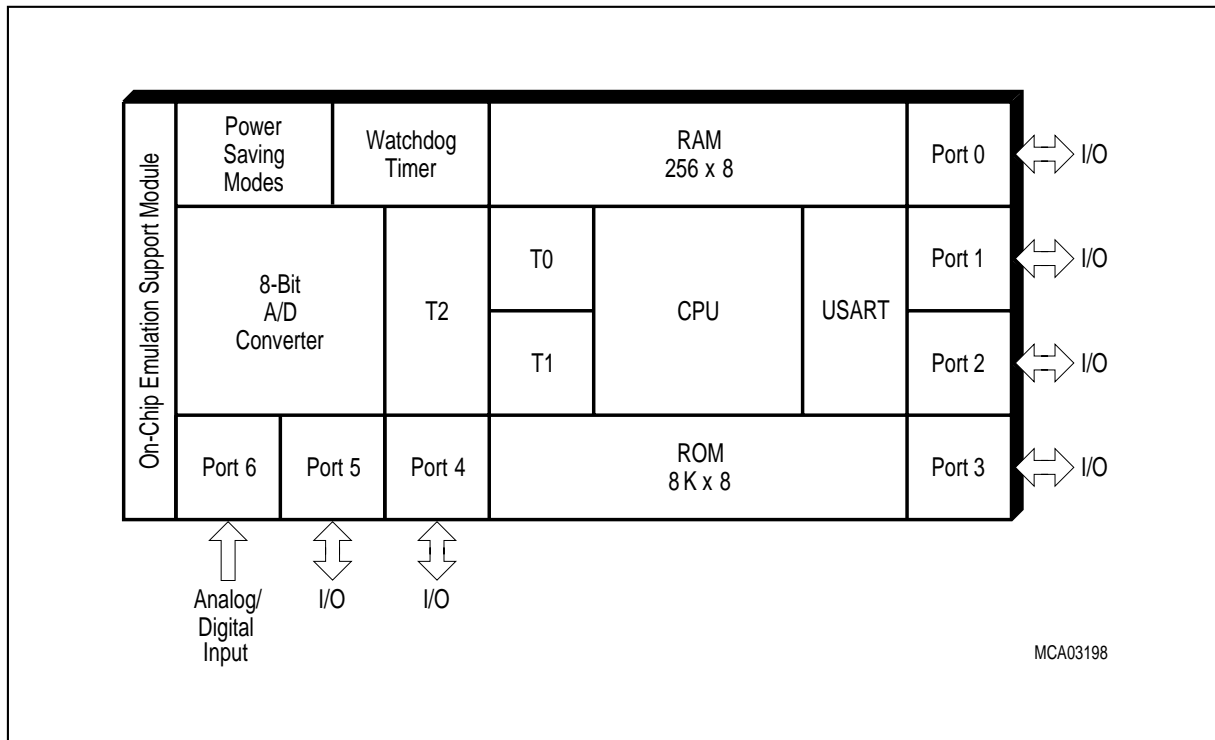 On-Chip Emulation Support Module
Power
Saving
Modes
Watchdog
Timer
RAM
256 x 8
Port 0
I/O
8-Bit
A/D
Converter
T2
T0
T1
CPU
USART
Port 1
I/O
Port 2
I/O
Port 6
Port 5
Port 4
ROM
8K x 8
Port 3
I/O
Analog/
Digital
Input
I/O
I/O
MCA03198